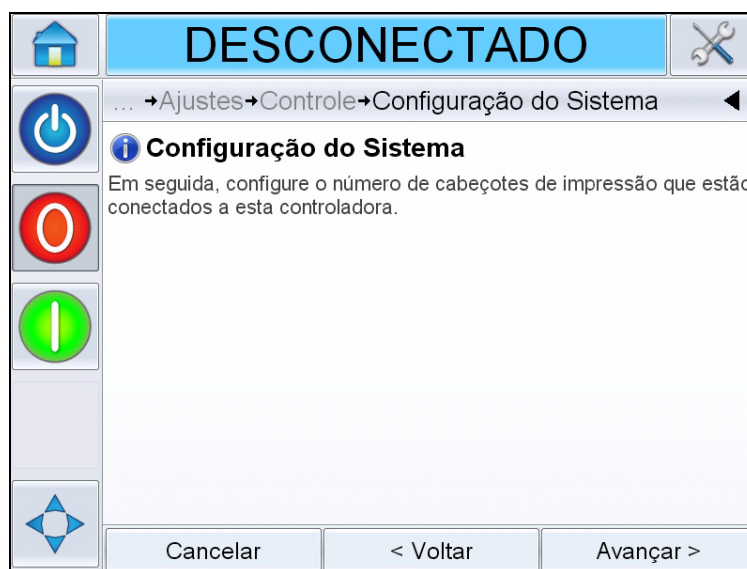 DESCONECTADO
... →Ajustes→Controle→Configuração do Sistema
Configuração do Sistema
Em seguida, configure o número de cabeçotes de impressão que estão
conectados a esta controladora.
Cancelar
< Voltar
Avançar >